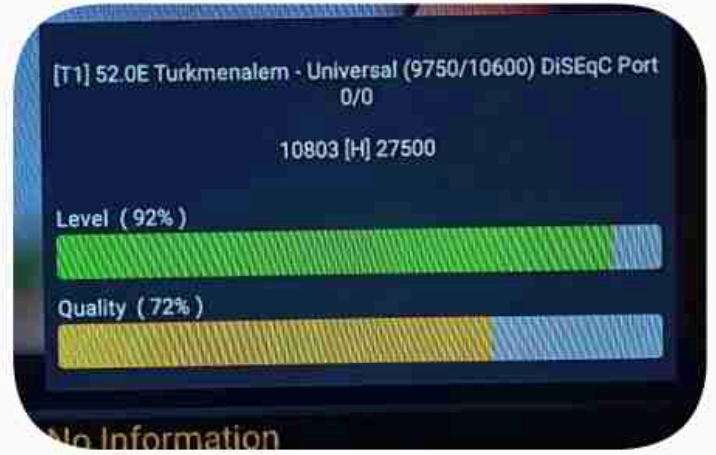 [T1] 52.0E Turkmenalem - Universal (9750/10600) DiSEqC Port
0/0
10803 [H] 27500
Level ( 92% )
Quality ( 72% )
No Information